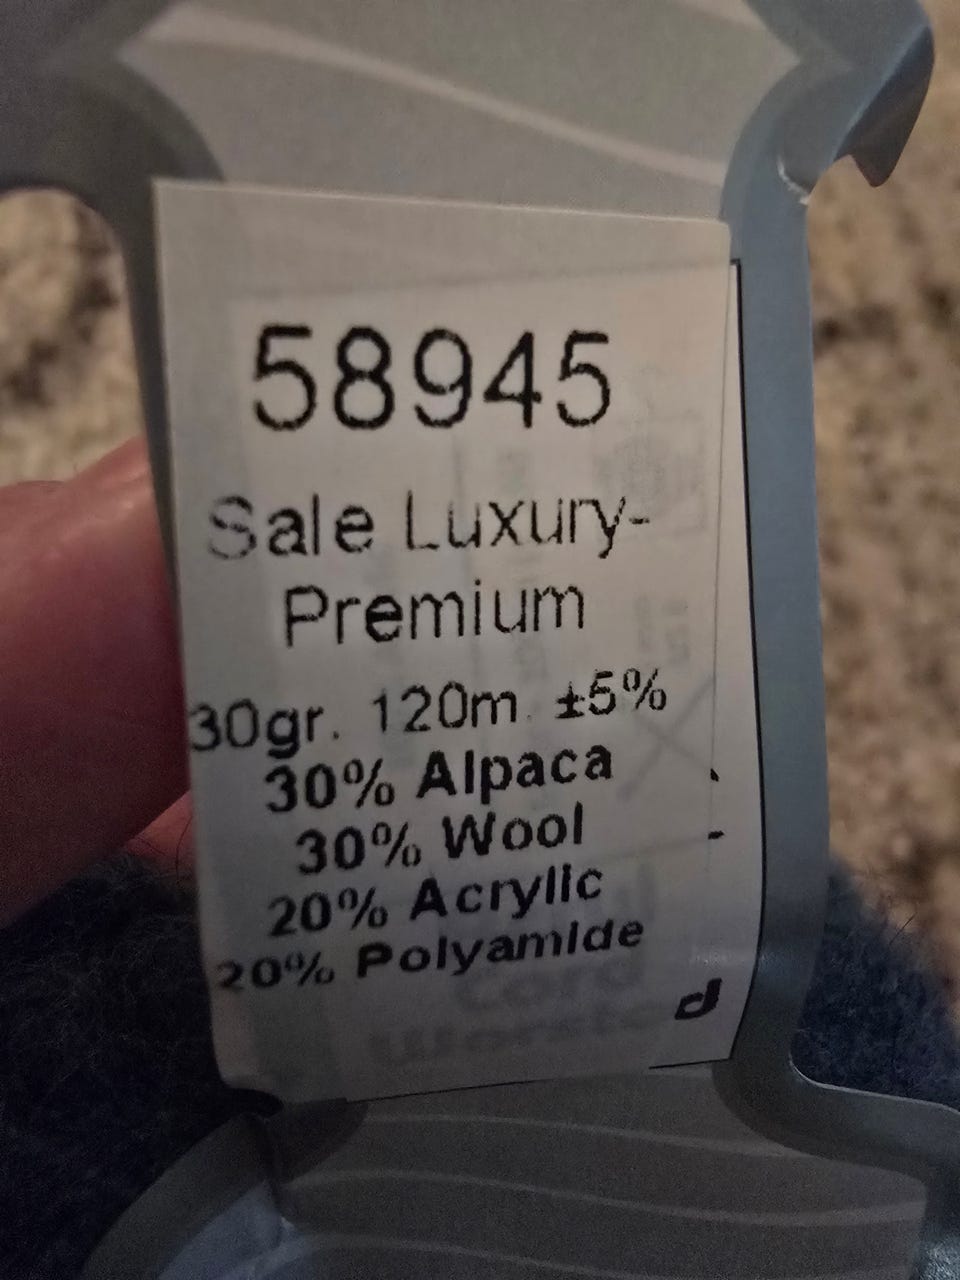 58945
Sale Luxury-
Premium
30gr. 120m ±5%
30% Alpaca
30% Wool
20% Acrylic
20% Polyamide
d